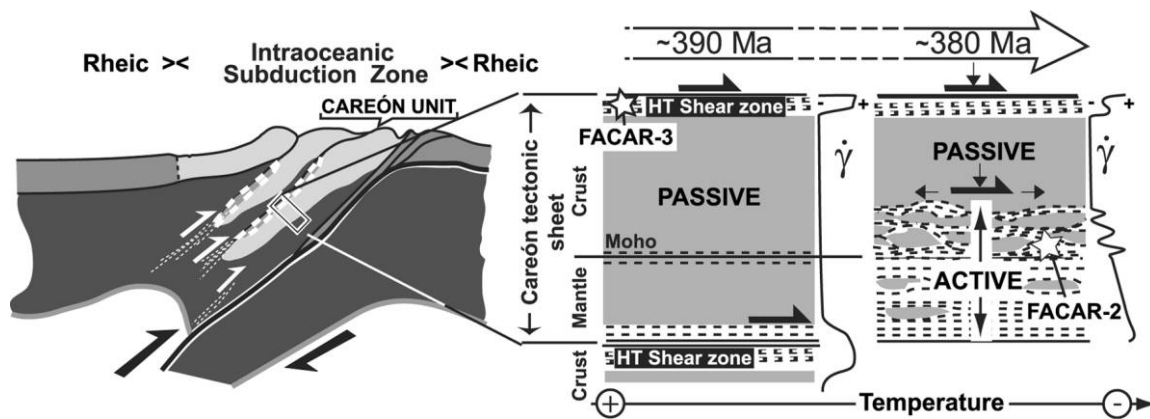 Rheic >< Intraoceanic Subduction Zone >< Rheic
CAREÓN UNIT
Careón tectonic sheet
Crust
Mantle
Crust
~390 Ma
~380 Ma
HT Shear zone
FACAR-3
PASSIVE
Moho
HT Shear zone
- +
γ̇
PASSIVE
ACTIVE
FACAR-2
- +
γ̇
+ Temperature -